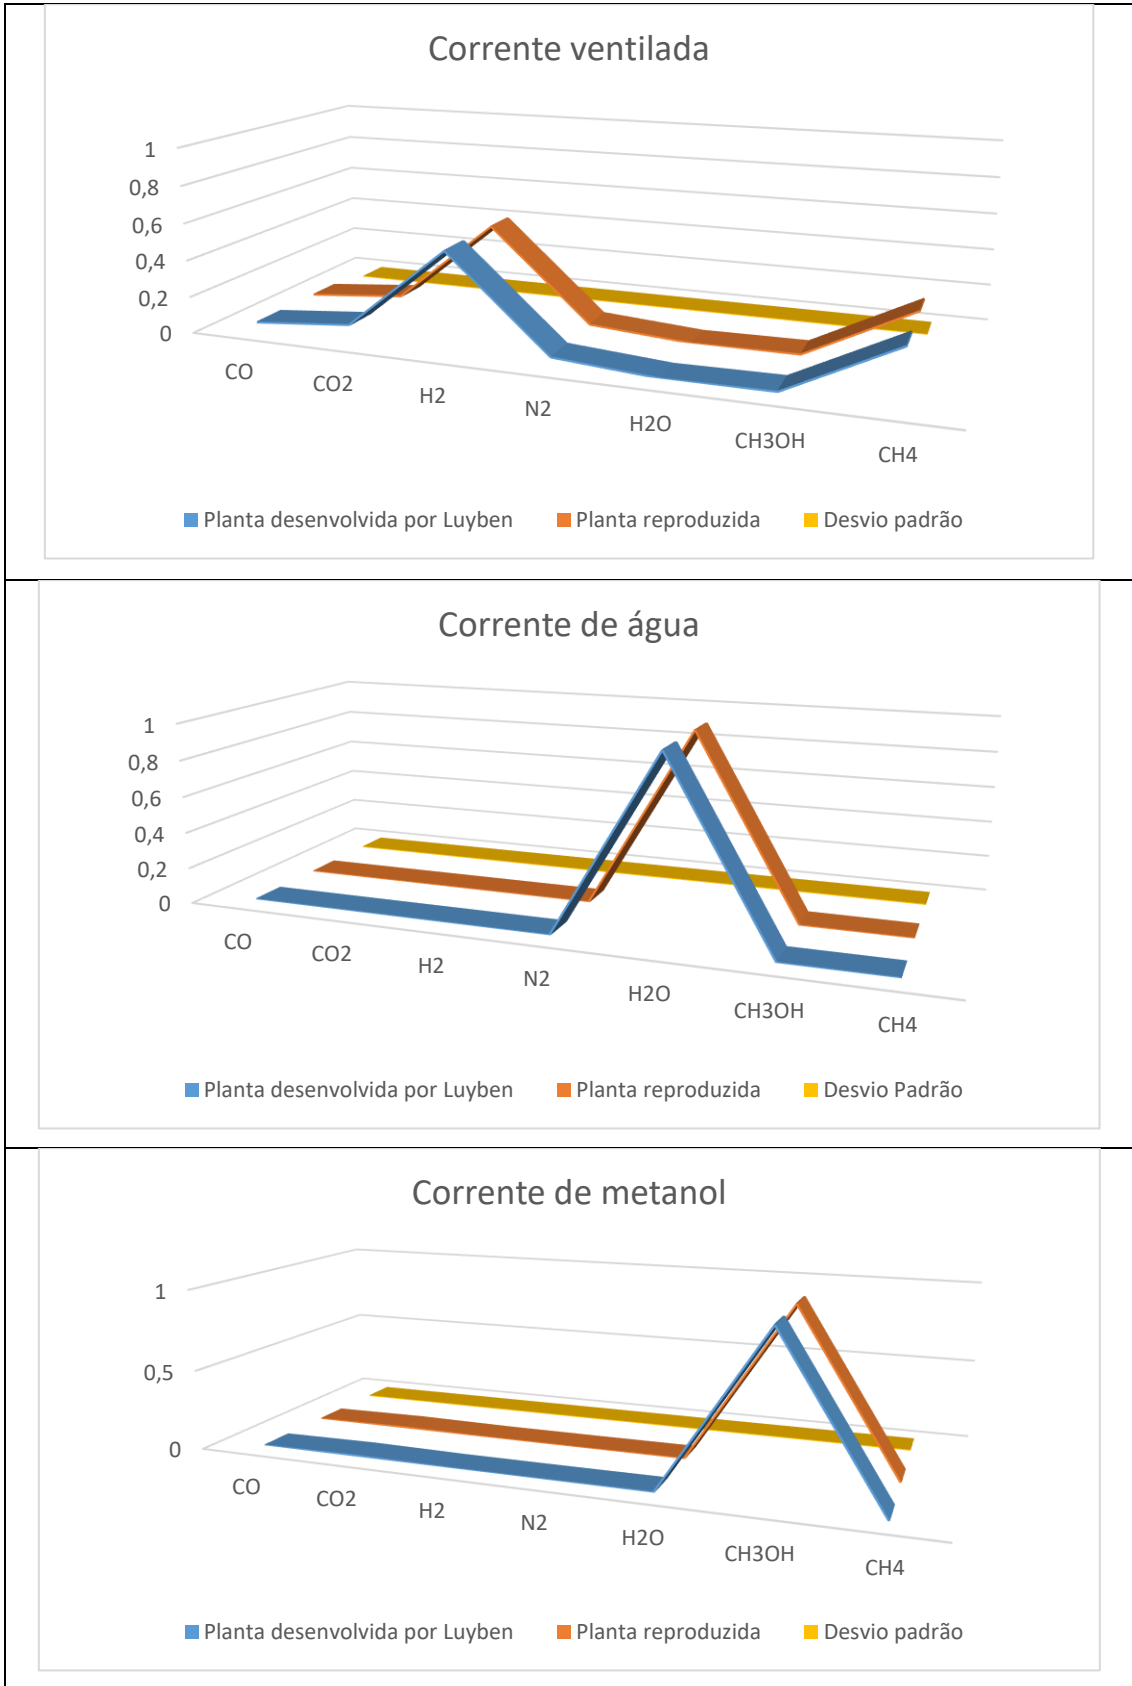 Corrente ventilada
1
0,8
0,6
0,4
0,2
0
CO
CO2
H2
N2
H2O
CH3OH
CH4
Planta desenvolvida por Luyben Planta reproduzida Desvio padrão
Corrente de água
1
0,8
0,6
0,4
0,2
0
CO
CO2
H2
N2
H2O
CH3OH
CH4
Planta desenvolvida por Luyben Planta reproduzida Desvio Padrão
Corrente de metanol
1
0,5
0
CO
CO2
H2
N2
H2O
CH3OH
CH4
Planta desenvolvida por Luyben Planta reproduzida Desvio padrão